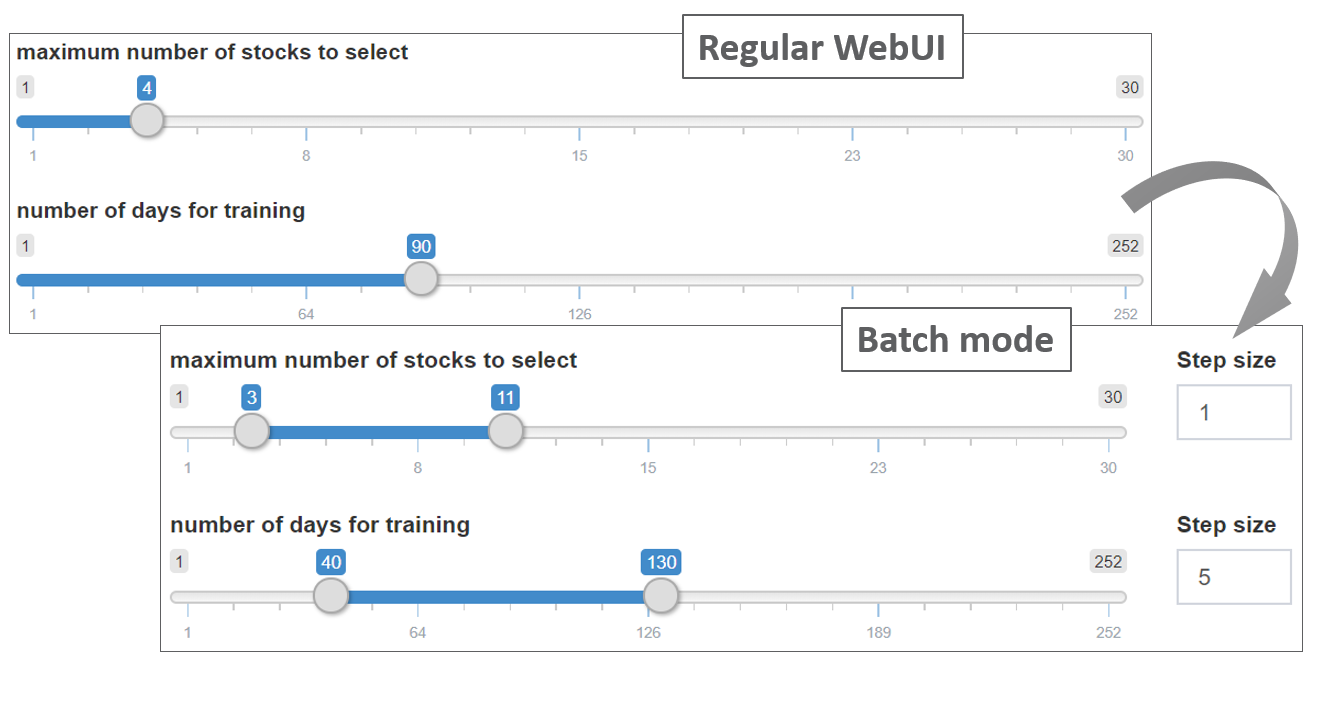 Regular WebUI
maximum number of stocks to select
1 4 30
1 8 15 23 30
number of days for training
1 90 252
1 64 126 252
Batch mode
maximum number of stocks to select Step size
1 3 11 30 1
1 8 15 23 30
number of days for training Step size
1 40 130 252 5
1 64 126 189 252